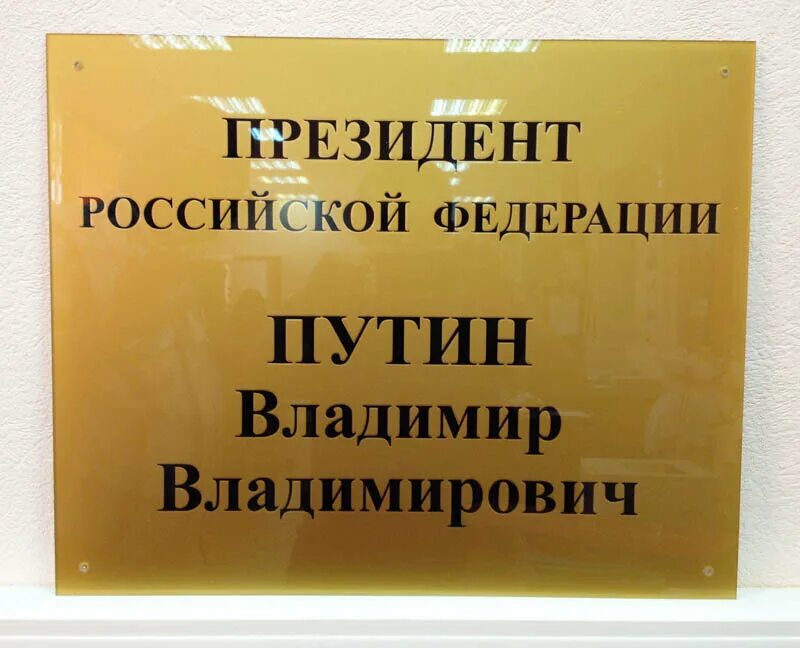 ПРЕЗИДЕНТ
РОССИЙСКОЙ ФЕДЕРАЦИИ
ПУТИН
Владимир
Владимирович